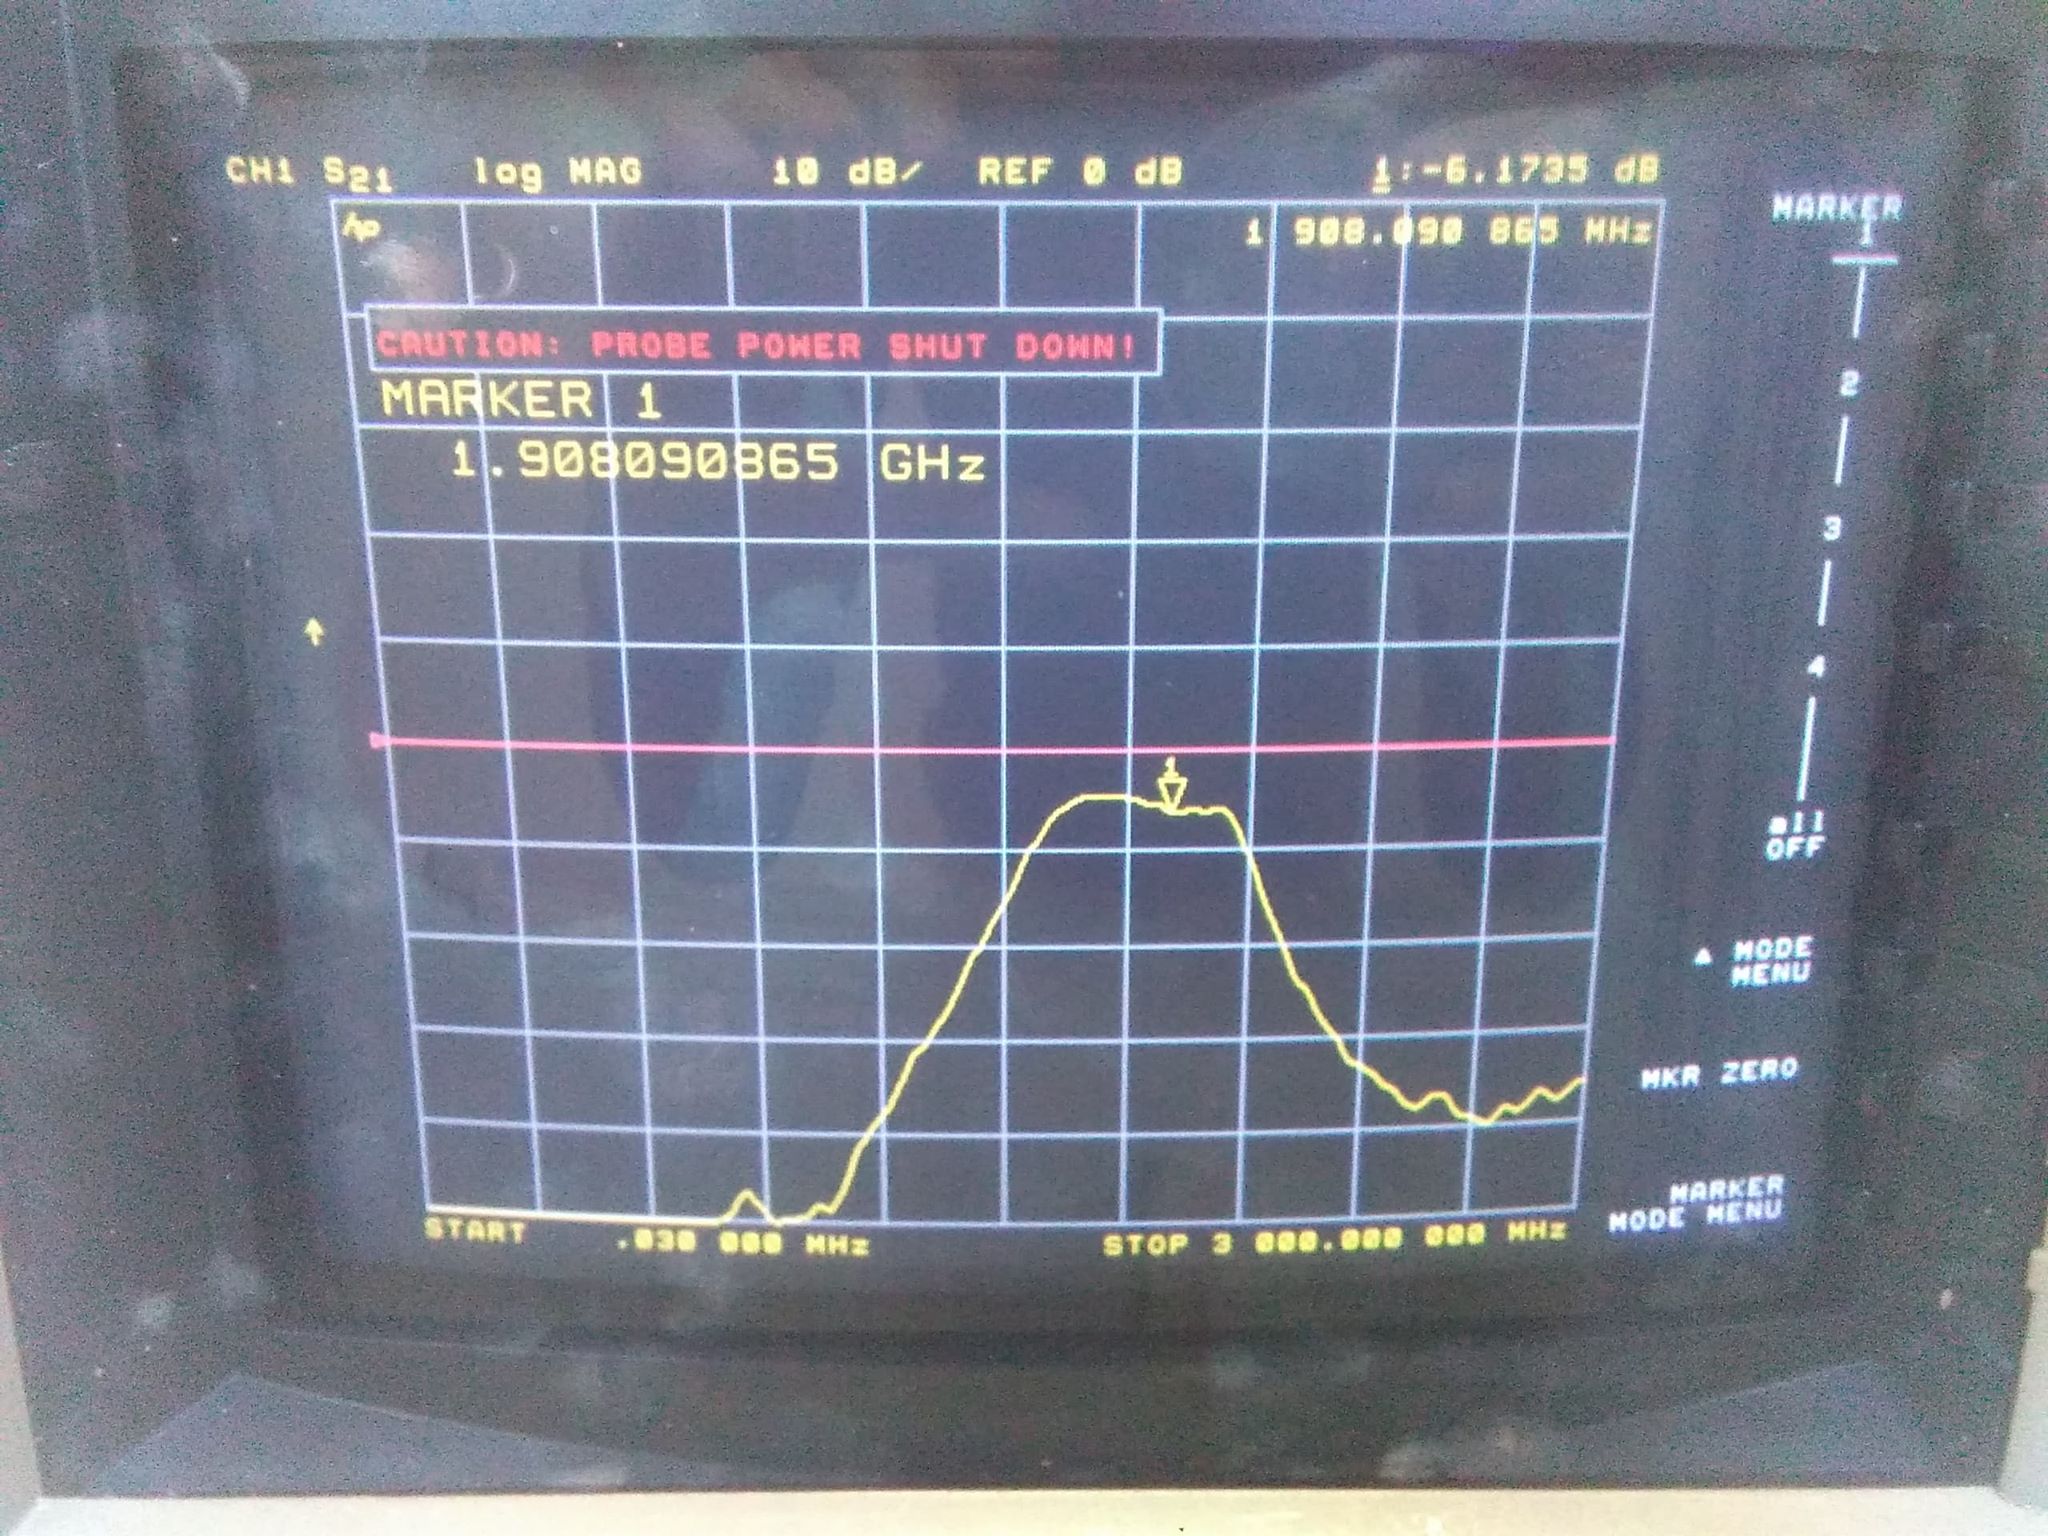 CH1 S21 log MAG 10 dB/ REF 0 dB 1:-6.1735 dB
hp
1 908.090 865 MHz
CAUTION: PROBE POWER SHUT DOWN!
MARKER 1
1.908090865 GHz
1
START .030 000 MHz STOP 3 000.000 000 MHz
MARKER
1
2
3
4
all
OFF
▲ MODE
MENU
MKR ZERO
MARKER
MODE MENU